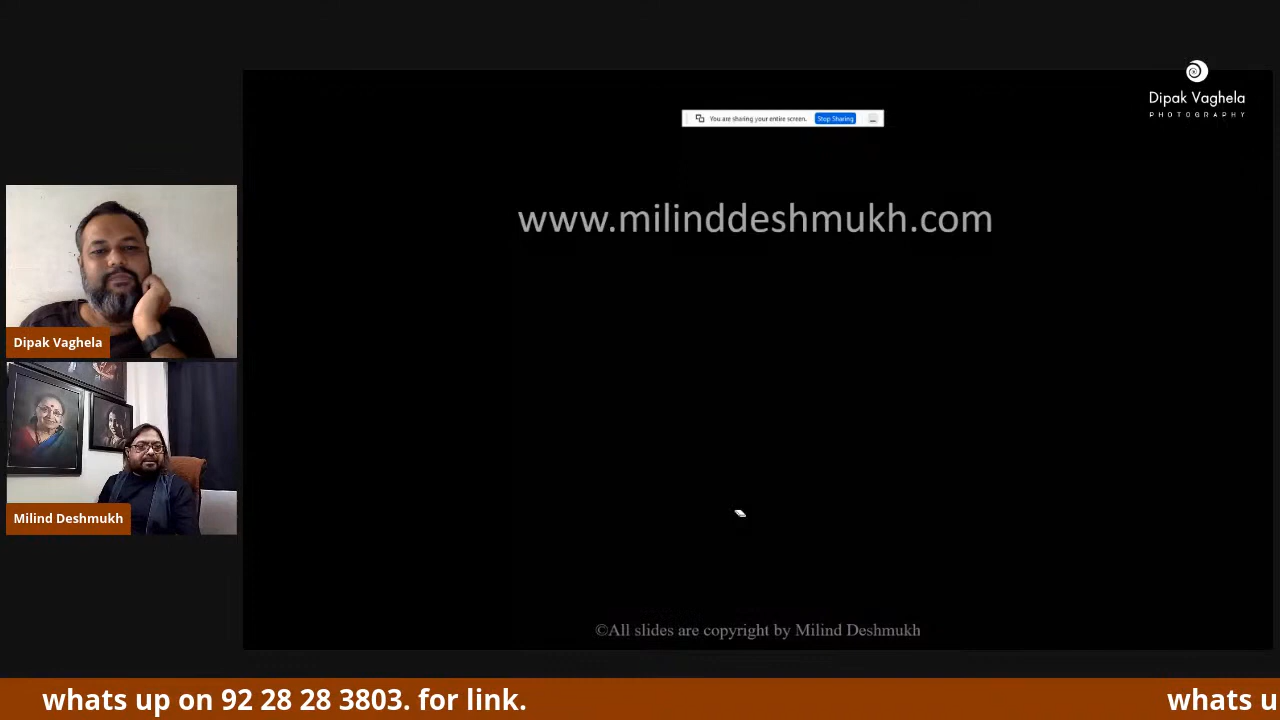 Dipak Vaghela
PHOTOGRAPHY
You are sharing your entire screen. Stop Sharing
www.milinddeshmukh.com
Dipak Vaghela
Milind Deshmukh
©All slides are copyright by Milind Deshmukh
whats up on 92 28 28 3803. for link. whats u